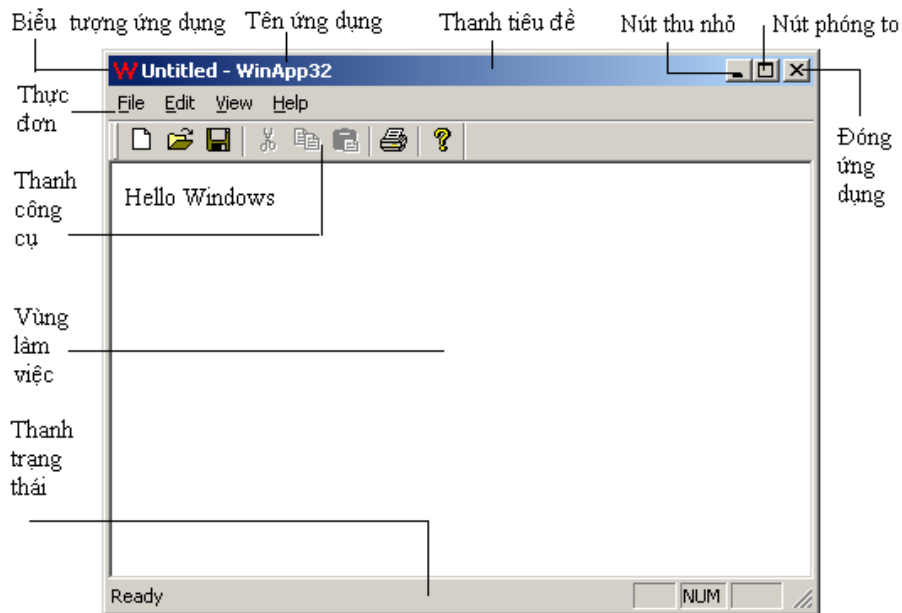 Biểu tượng ứng dụng
Tên ứng dụng
Thanh tiêu đề
Nút thu nhỏ
Nút phóng to
W Untitled - WinApp32
Thực
đơn
File Edit View Help
Đóng
ứng
dụng
Thanh
công
cụ
Hello Windows
Vùng
làm
việc
Thanh
trạng
thái
Ready
NUM